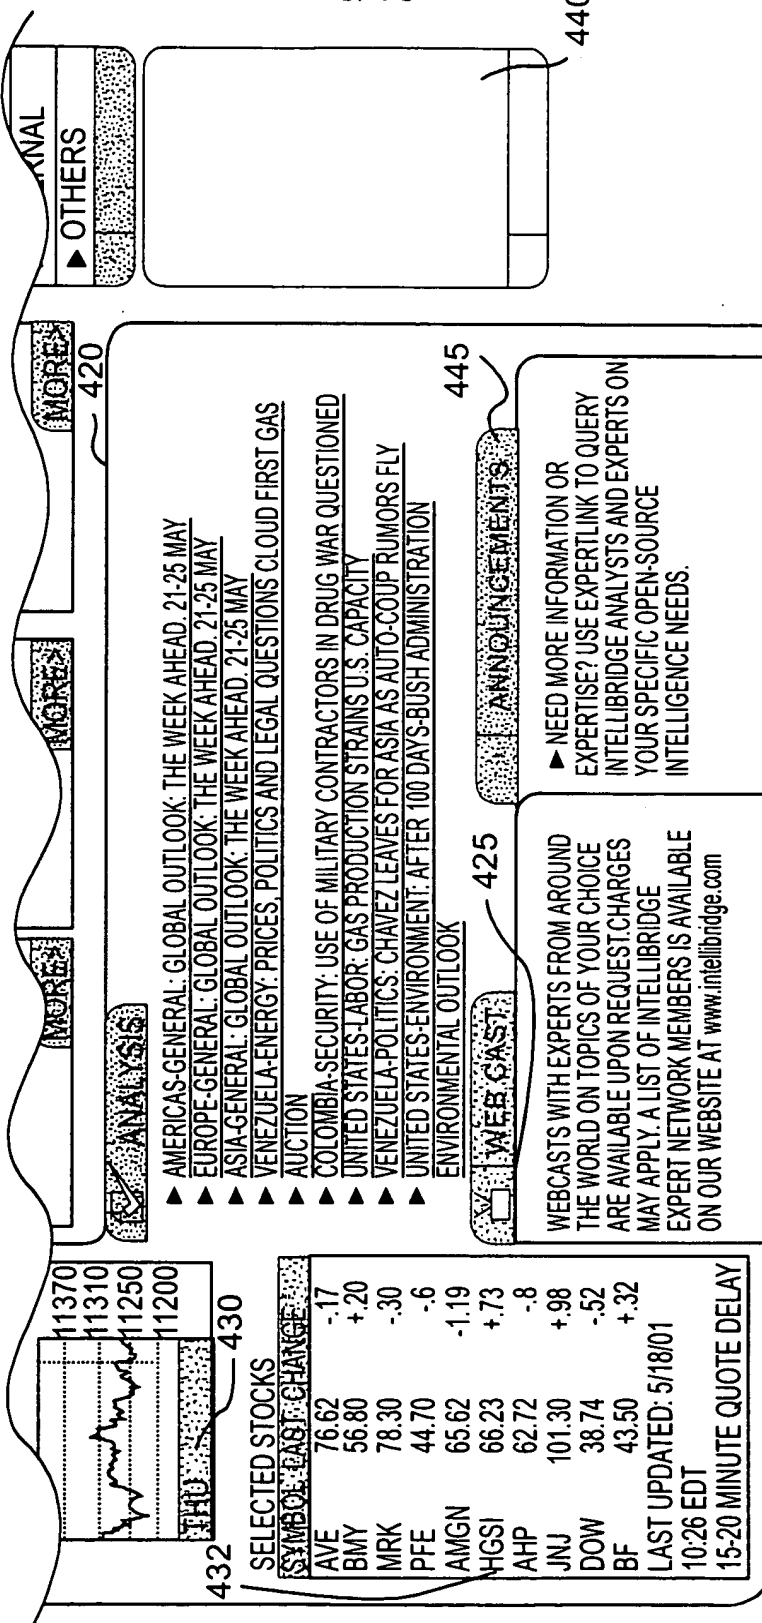 RNAL
▶ OTHERS
440
MORE>
MORE>
MORE>
11370
11310
11250
11200
THU
430
432
SELECTED STOCKS
SYMBOL LAST CHANGE
AVE 76.62 -.17
BMY 56.80 +.20
MRK 78.30 -.30
PFE 44.70 -.6
AMGN 65.62 -1.19
HGSI 66.23 +.73
AHP 62.72 -.8
JNJ 101.30 +.98
DOW 38.74 -.52
BF 43.50 +.32
LAST UPDATED: 5/18/01
10:26 EDT
15-20 MINUTE QUOTE DELAY
420
ANALYSIS
▶ AMERCAS-GENERAL: GLOBAL OUTLOOK: THE WEEK AHEAD. 21-25 MAY
▶ EUROPE-GENERAL: GLOBAL OUTLOOK: THE WEEK AHEAD. 21-25 MAY
▶ ASIA-GENERAL: GLOBAL OUTLOOK: THE WEEK AHEAD. 21-25 MAY
▶ VENEZUELA-ENERGY: PRICES, POLITICS AND LEGAL QUESTIONS CLOUD FIRST GAS
▶ AUCTION
▶ COLOMBIA-SECURITY: USE OF MILITARY CONTRACTORS IN DRUG WAR QUESTIONED
▶ UNITED STATES-LABOR: GAS PRODUCTION STRAINS U.S. CAPACITY
▶ VENEZUELA-POLITICS: CHAVEZ LEAVES FOR ASIA AS AUTO-COUP RUMORS FLY
▶ UNITED STATES-ENVIRONMENT: AFTER 100 DAYS-BUSH ADMINISTRATION
ENVIRONMENTAL OUTLOOK
WEB CAST
425
WEBCASTS WITH EXPERTS FROM AROUND
THE WORLD ON TOPICS OF YOUR CHOICE
ARE AVAILABLE UPON REQUEST.CHARGES
MAY APPLY. A LIST OF INTELLIBRIDGE
EXPERT NETWORK MEMBERS IS AVAILABLE
ON OUR WEBSITE AT www.intellibridge.com
ANNOUNCEMENTS
445
▶ NEED MORE INFORMATION OR
EXPERTISE? USE EXPERTLINK TO QUERY
INTELLIBRIDGE ANALYSTS AND EXPERTS ON
YOUR SPECIFIC OPEN-SOURCE
INTELLIGENCE NEEDS.